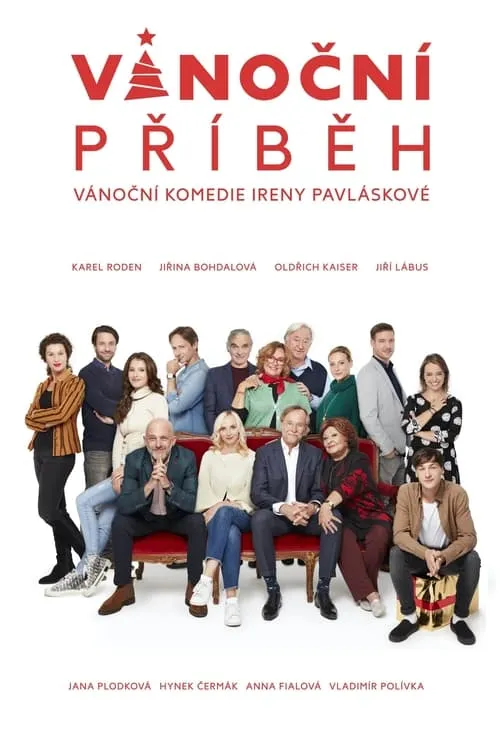 VÁNOČNÍ
PŘÍBĚH
VÁNOČNÍ KOMEDIE IRENY PAVLÁSKOVÉ
KAREL RODEN JIŘINA BOHDALOVÁ OLDŘICH KAISER JIŘÍ LÁBUS
JANA PLODKOVÁ HYNEK ČERMÁK ANNA FIALOVÁ VLADIMÍR POLÍVKA